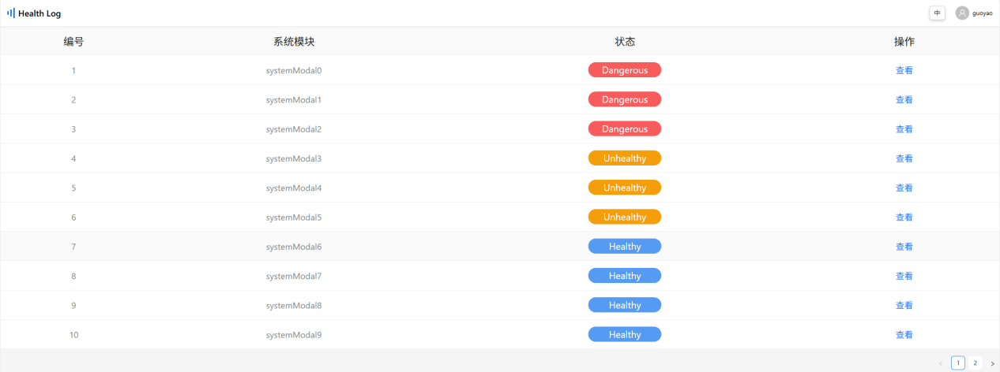 Health Log
中 guoyao
编号 系统模块 状态 操作
1 systemModal0 Dangerous 查看
2 systemModal1 Dangerous 查看
3 systemModal2 Dangerous 查看
4 systemModal3 Unhealthy 查看
5 systemModal4 Unhealthy 查看
6 systemModal5 Unhealthy 查看
7 systemModal6 Healthy 查看
8 systemModal7 Healthy 查看
9 systemModal8 Healthy 查看
10 systemModal9 Healthy 查看
< 1 2 >